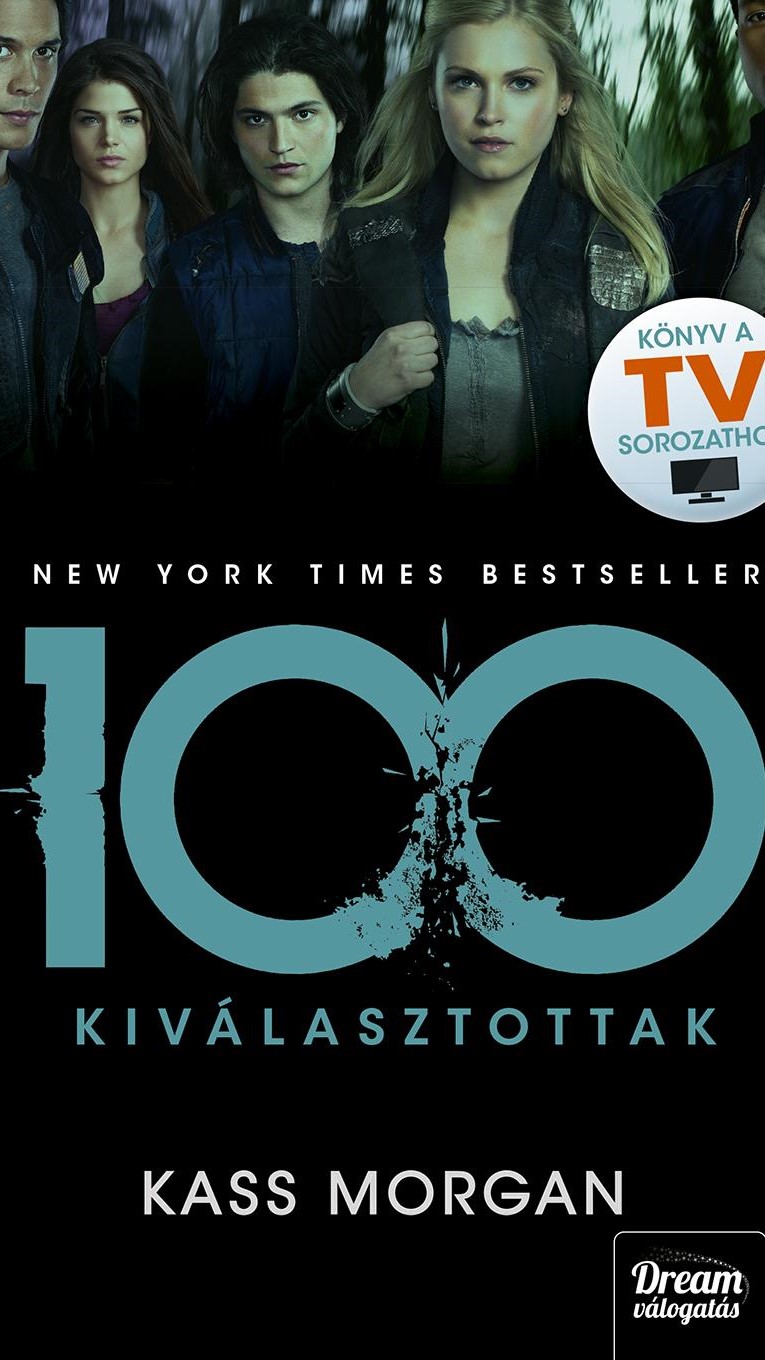 KÖNYV A
TV
SOROZATHO
NEW YORK TIMES BESTSELLER
100
KIVÁLASZTOTTAK
KASS MORGAN
Dream
válogatás